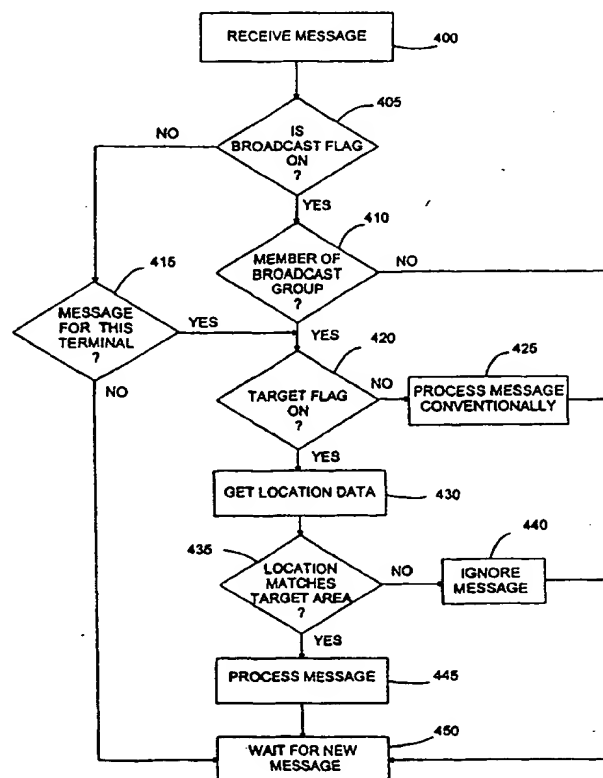 RECEIVE MESSAGE
400
405
NO
IS
BROADCAST FLAG
ON
?
YES
410
MEMBER OF
BROADCAST
GROUP
?
NO
415
MESSAGE
FOR THIS
TERMINAL
?
YES
YES
NO
420
TARGET FLAG
ON
?
NO
425
PROCESS MESSAGE
CONVENTIONALLY
YES
GET LOCATION DATA
430
435
LOCATION
MATCHES
TARGET AREA
?
NO
440
IGNORE
MESSAGE
YES
PROCESS MESSAGE
445
WAIT FOR NEW
MESSAGE
450